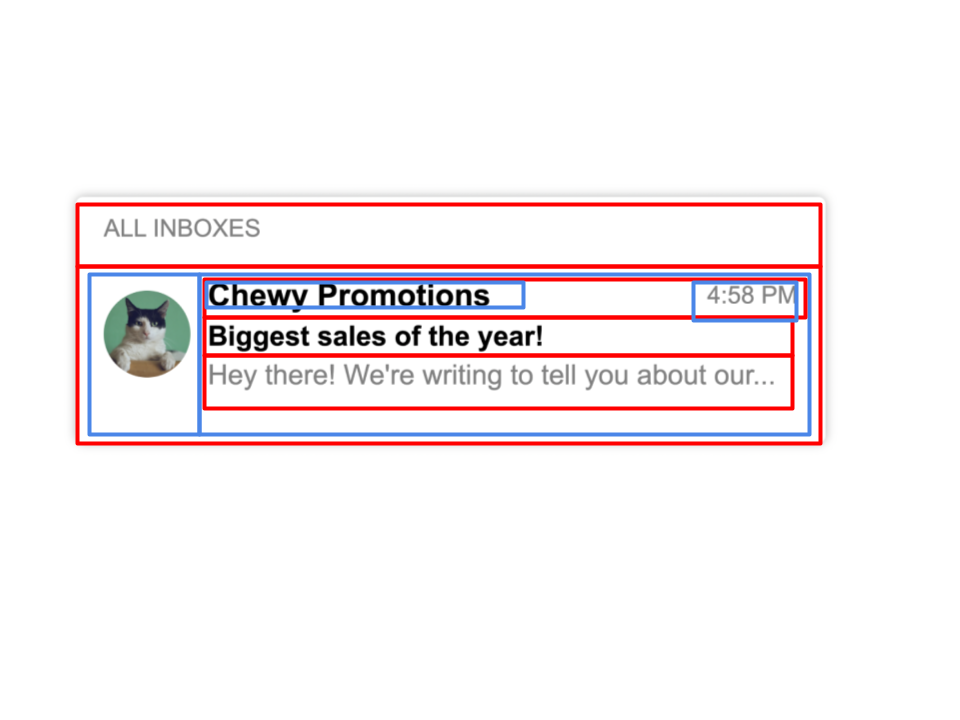 ALL INBOXES
Chewy Promotions
4:58 PM
Biggest sales of the year!
Hey there! We're writing to tell you about our...